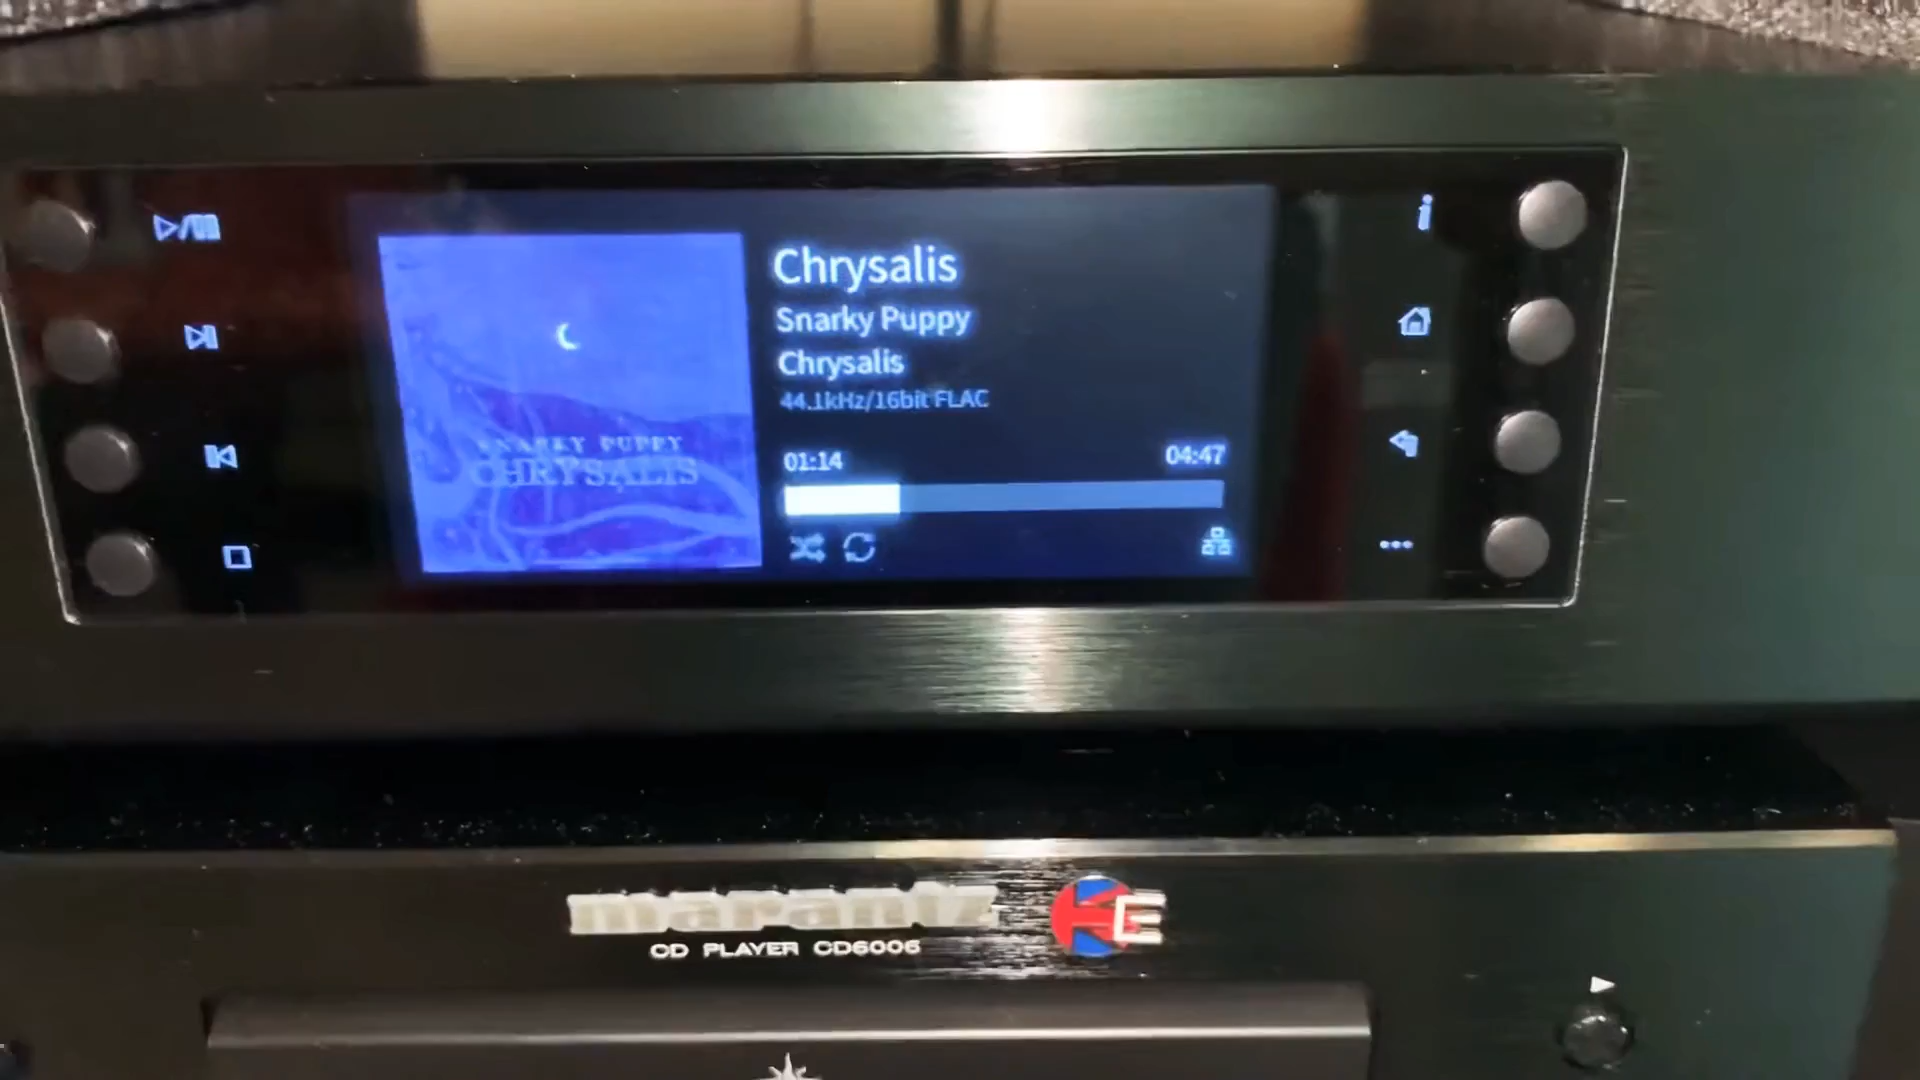 Chrysalis
Snarky Puppy
Chrysalis
44.1kHz/16bit FLAC
01:14 04:47
SNARKY PUPPY
CHRYSALIS
marantz KE
CD PLAYER CD6006